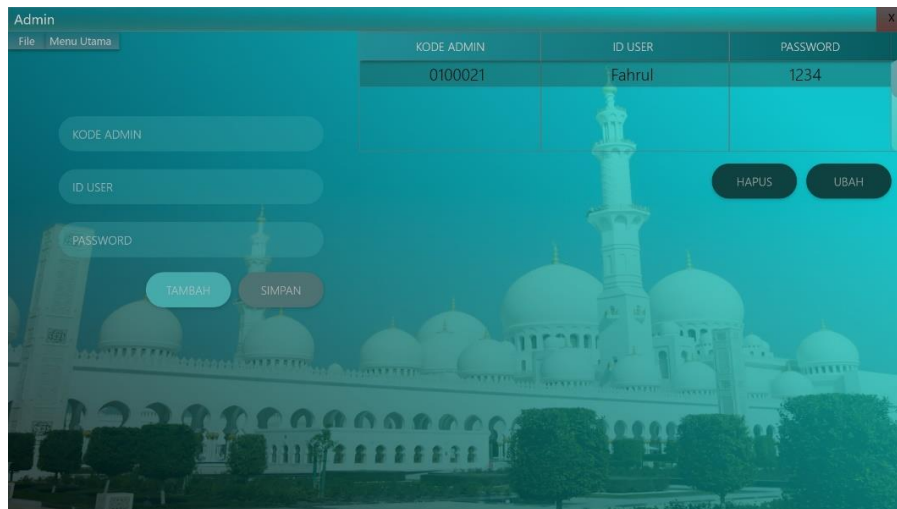 Admin
X
File Menu Utama
KODE ADMIN ID USER PASSWORD
0100021 Fahrul 1234
KODE ADMIN
ID USER
PASSWORD
TAMBAH SIMPAN
HAPUS UBAH